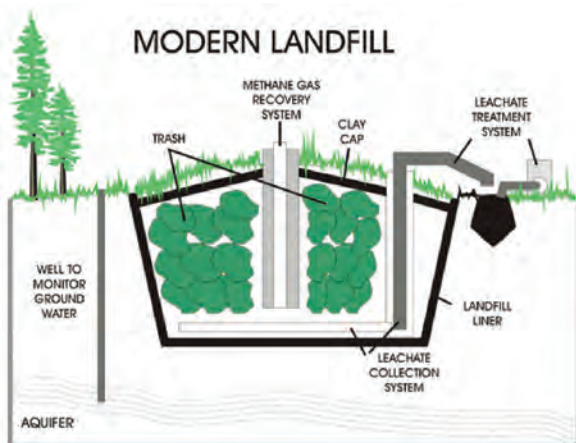 MODERN LANDFILL
METHANE GAS
RECOVERY
SYSTEM
LEACHATE
TREATMENT
SYSTEM
TRASH
CLAY
CAP
WELL TO
MONITOR
GROUND
WATER
LANDFILL
LINER
LEACHATE
COLLECTION
SYSTEM
AQUIFER